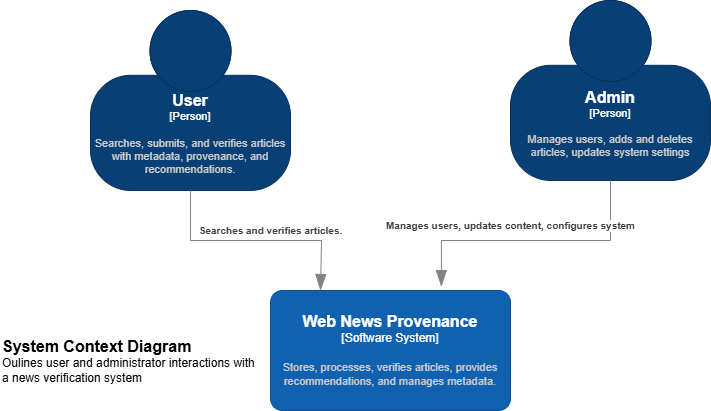 User
[Person]
Searches, submits, and verifies articles
with metadata, provenance, and
recommendations.
Admin
[Person]
Manages users, adds and deletes
articles, updates system settings
Searches and verifies articles.
Manages users, updates content, configures system
Web News Provenance
[Software System]
Stores, processes, verifies articles, provides
recommendations, and manages metadata.
System Context Diagram
Oulines user and administrator interactions with
a news verification system